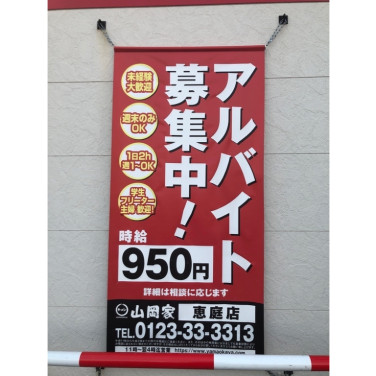 アルバイト
募集中!
未経験
大歓迎
週末のみ
OK
1日2h
週1~OK
学生
フリーター
主婦 歓迎!
時給
950円
詳細は相談に応じます
山岡家 恵庭店
TEL.0123-33-3313